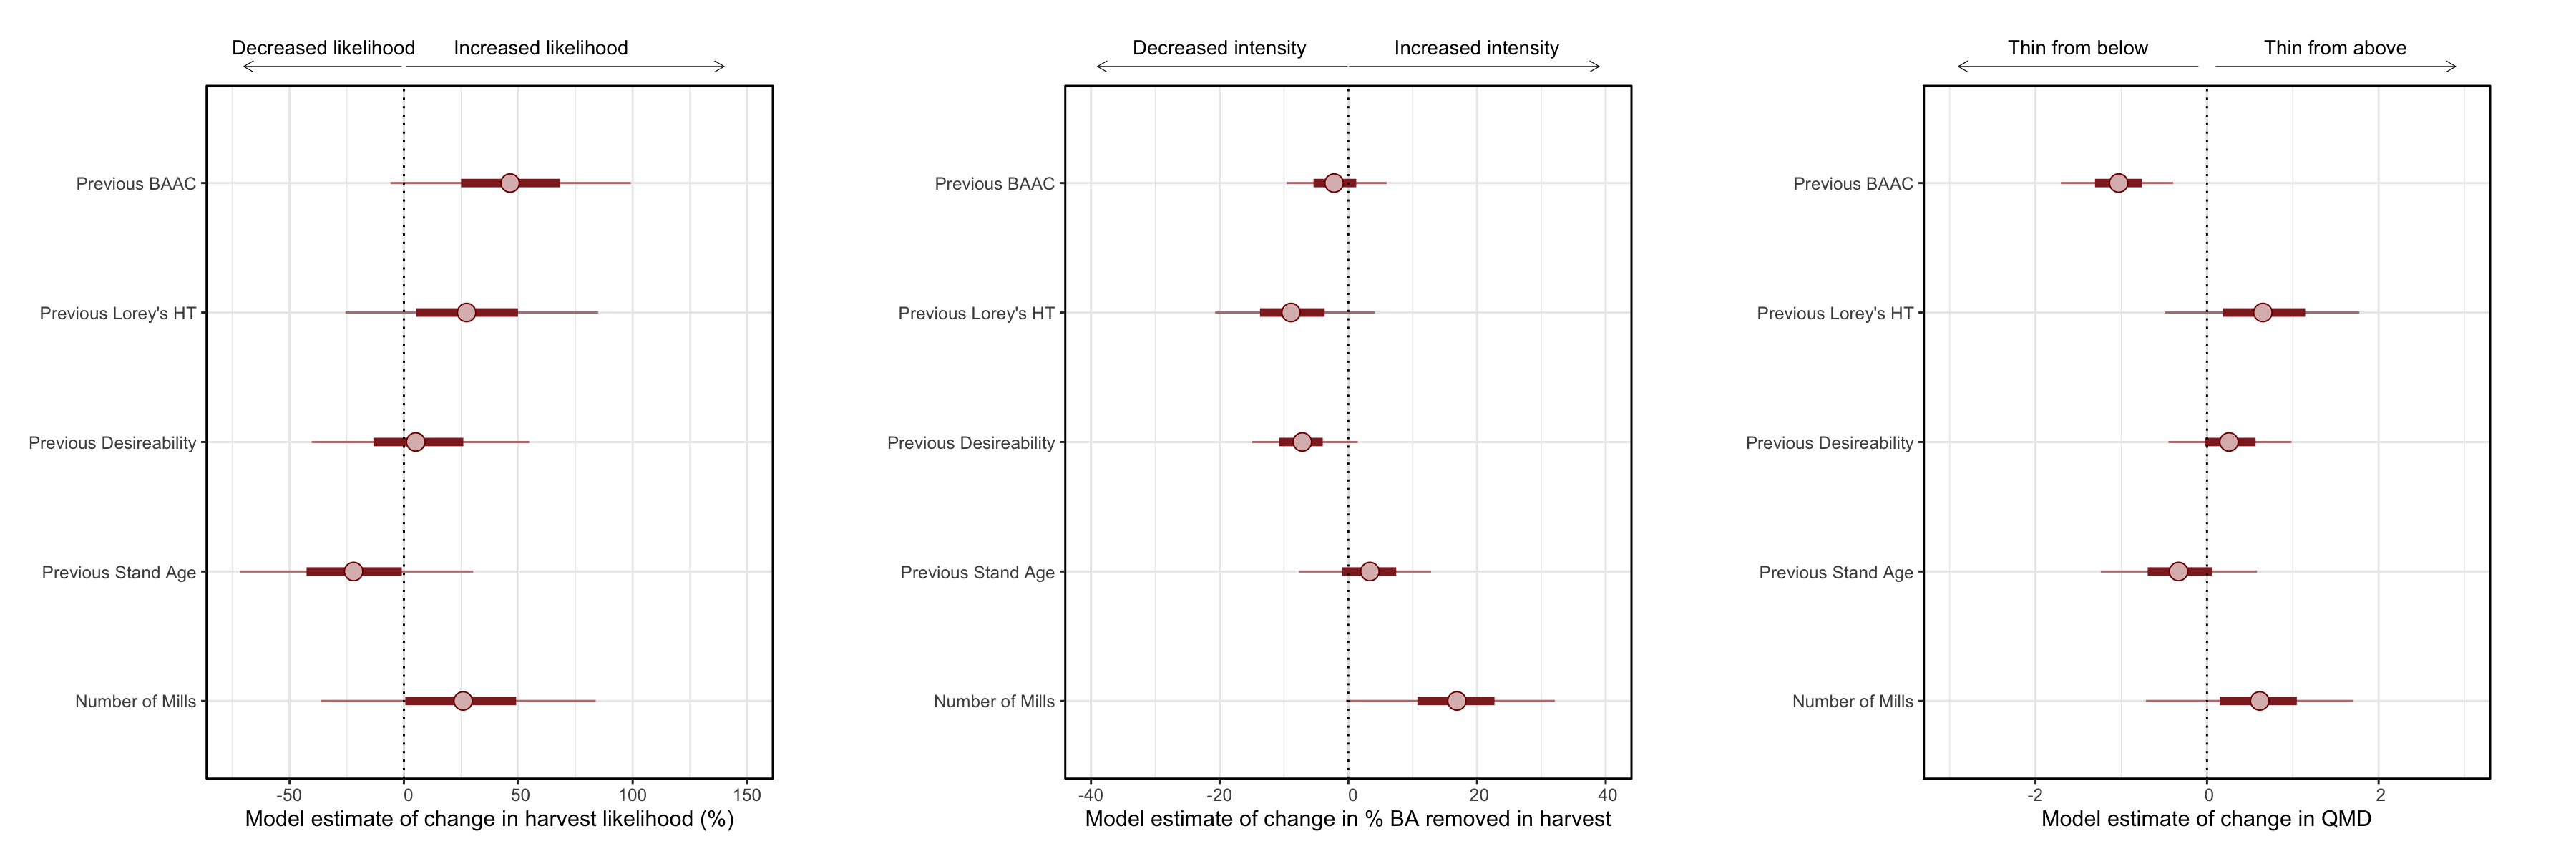 Decreased likelihood Increased likelihood
Previous BAAC
Previous Lorey's HT
Previous Desireability
Previous Stand Age
Number of Mills
-50 0 50 100 150
Model estimate of change in harvest likelihood (%)
Decreased intensity Increased intensity
Previous BAAC
Previous Lorey's HT
Previous Desireability
Previous Stand Age
Number of Mills
-40 -20 0 20 40
Model estimate of change in % BA removed in harvest
Thin from below Thin from above
Previous BAAC
Previous Lorey's HT
Previous Desireability
Previous Stand Age
Number of Mills
-2 0 2
Model estimate of change in QMD